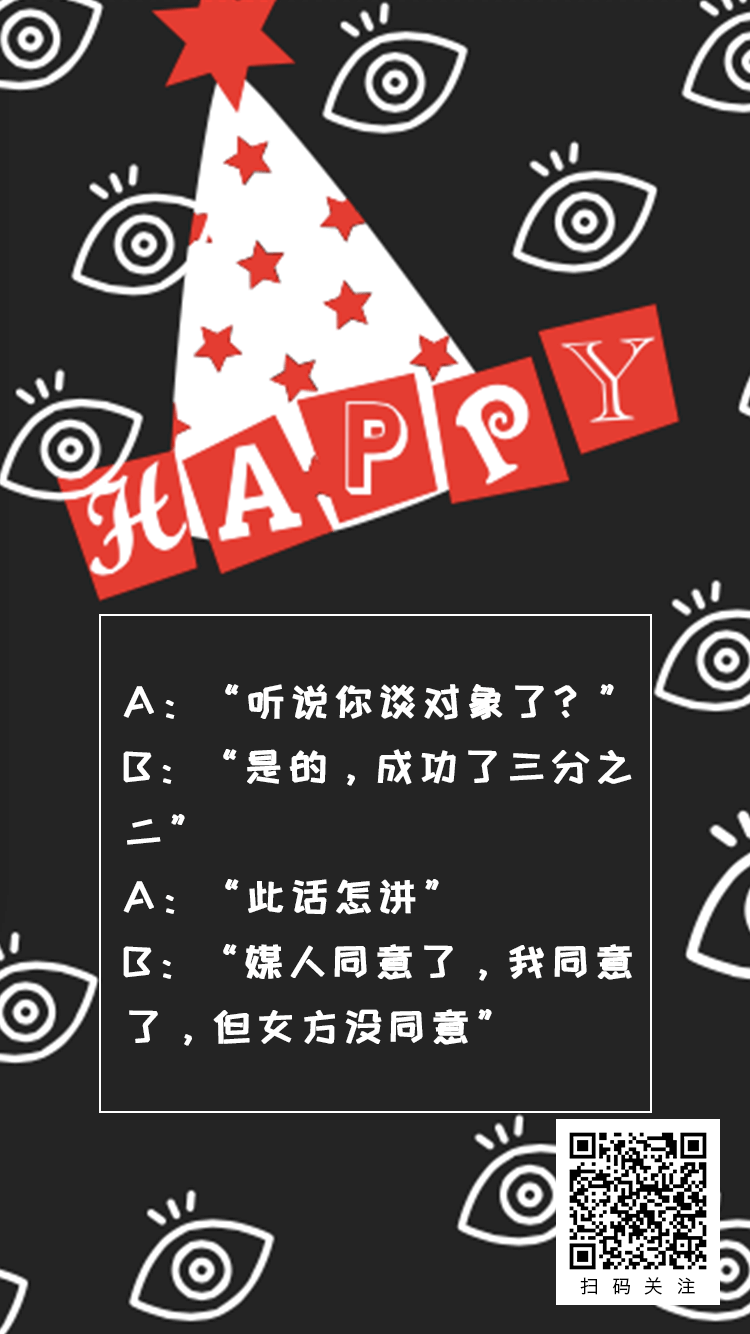 HAPPY
A：“听说你谈对象了？”
B：“是的，成功了三分之
二”
A：“此话怎讲”
B：“媒人同意了，我同意
了，但女方没同意”
扫码关注